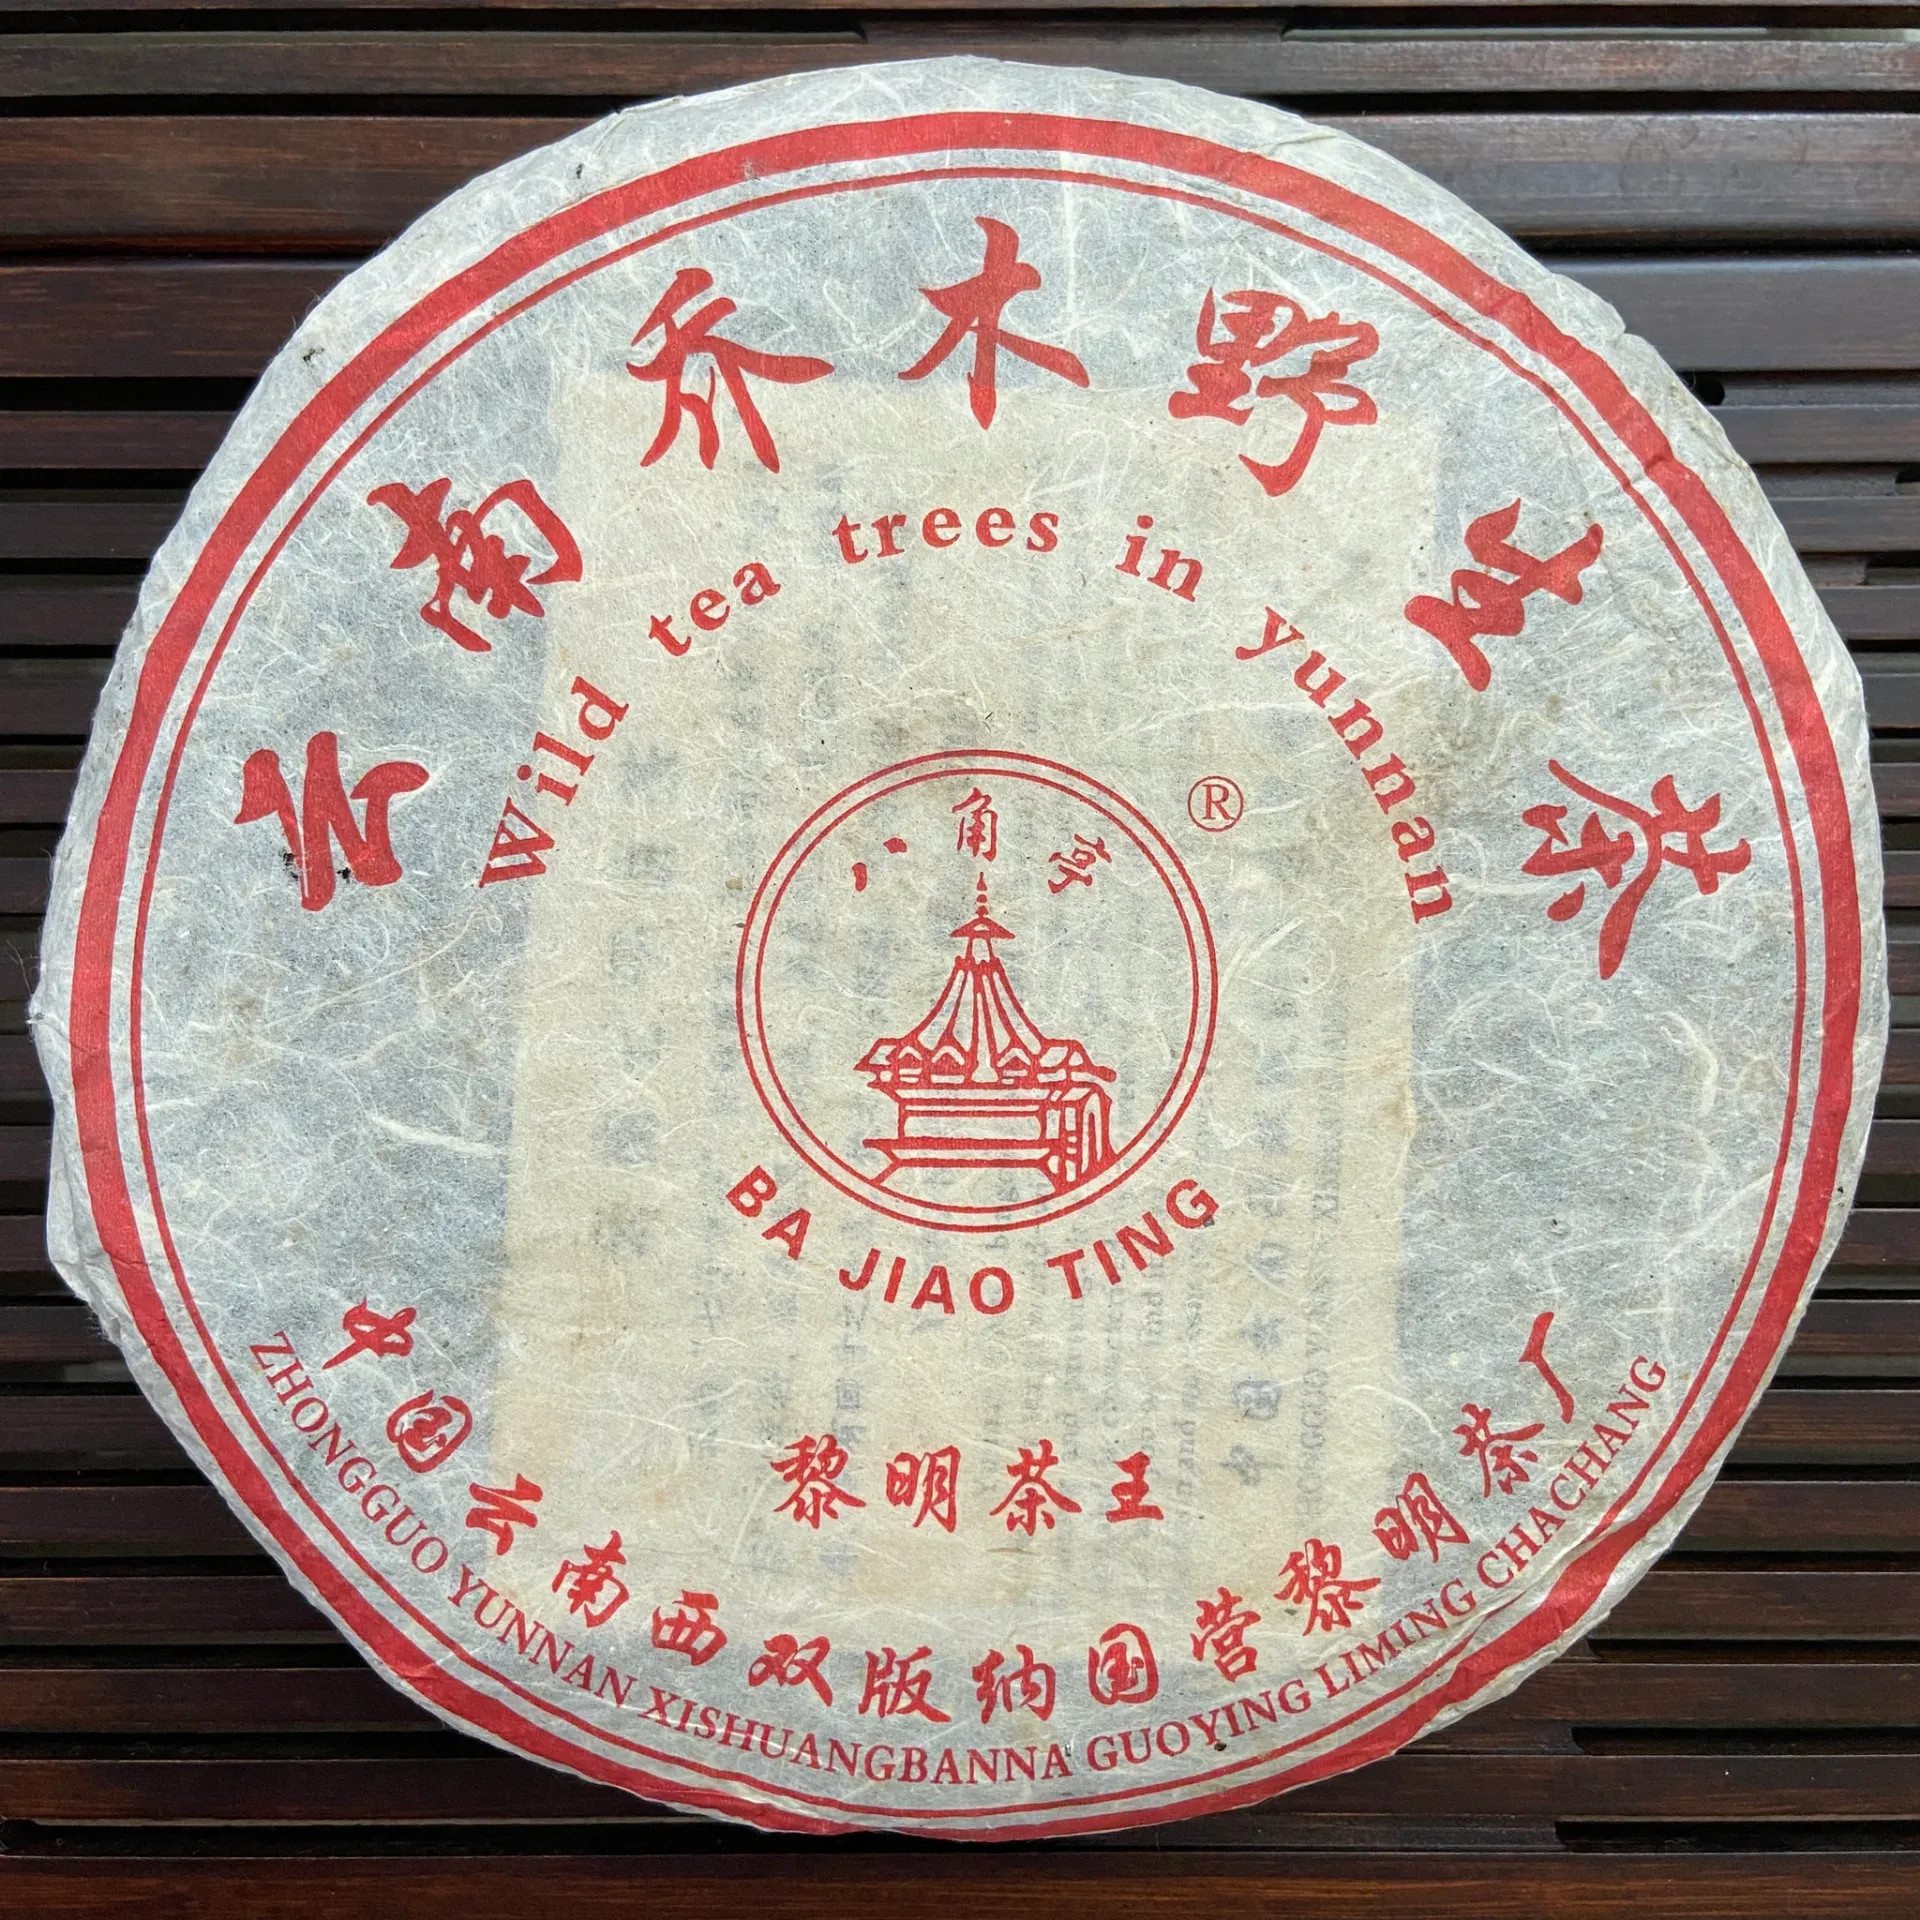 云南乔木野生茶
Wild tea trees in yunnan
八角亭
®
BA JIAO TING
黎明茶王
中国云南西双版纳国营黎明茶厂
ZHONGGUO YUNNAN XISHUANGBANNA GUOYING LIMING CHACHANG